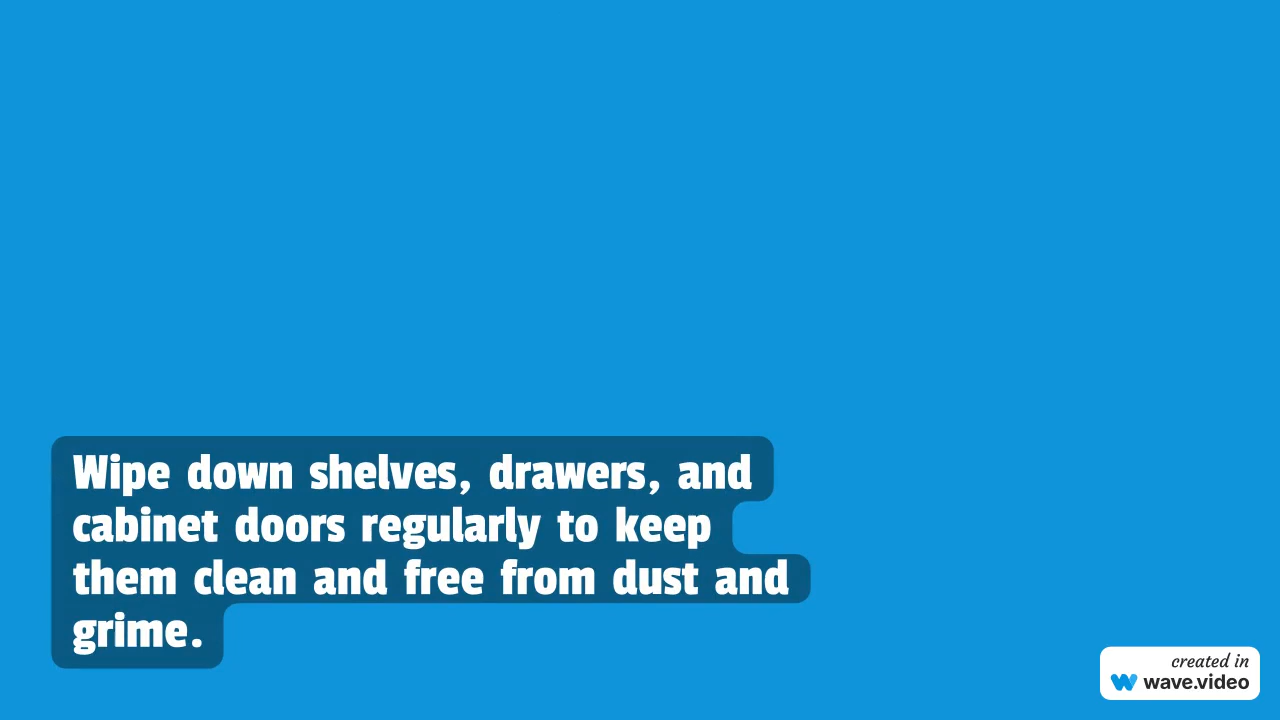 Wipe down shelves, drawers, and
cabinet doors regularly to keep
them clean and free from dust and
grime.
created in
wave.video